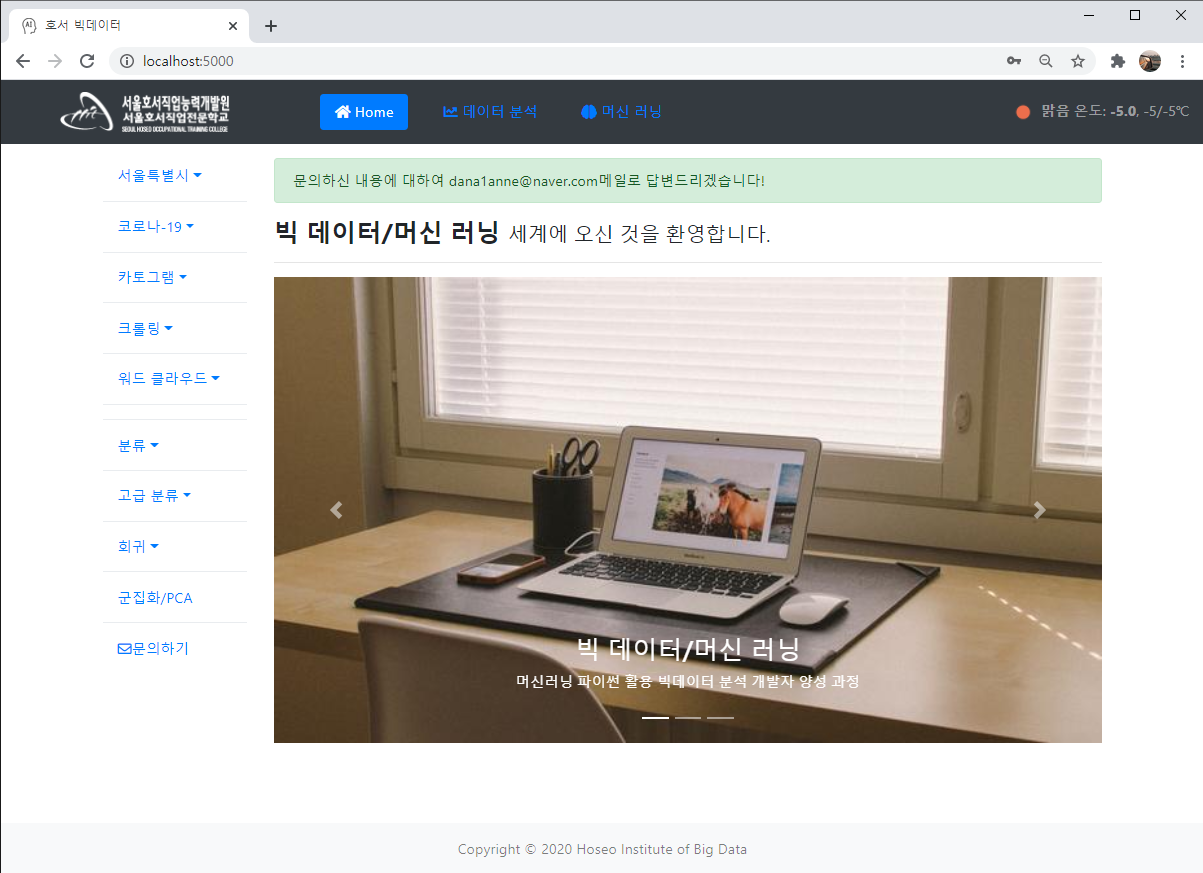 호서 빅데이터
localhost:5000
서울호서직업능력개발원
서울호서직업전문학교
SEOUL HOSEO OCCUPATIONAL TRAINING COLLEGE
Home
데이터 분석
머신 러닝
맑음 온도: -5.0, -5/-5℃
서울특별시
코로나-19
카토그램
크롤링
워드 클라우드
분류
고급 분류
회귀
군집화/PCA
문의하기
문의하신 내용에 대하여 dana1anne@naver.com메일로 답변드리겠습니다!
빅 데이터/머신 러닝 세계에 오신 것을 환영합니다.
빅 데이터/머신 러닝
머신러닝 파이썬 활용 빅데이터 분석 개발자 양성 과정
Copyright © 2020 Hoseo Institute of Big Data